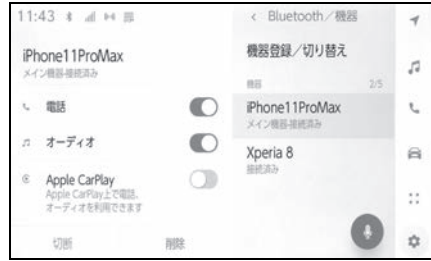 11:43
iPhone11ProMax
メイン機器-接続済み
電話
オーディオ
Apple CarPlay
Apple CarPlay上で電話、
オーディオを利用できます
切断
削除
< Bluetooth／機器
機器登録／切り替え
機器 2/5
iPhone11ProMax
メイン機器-接続済み
Xperia 8
接続済み